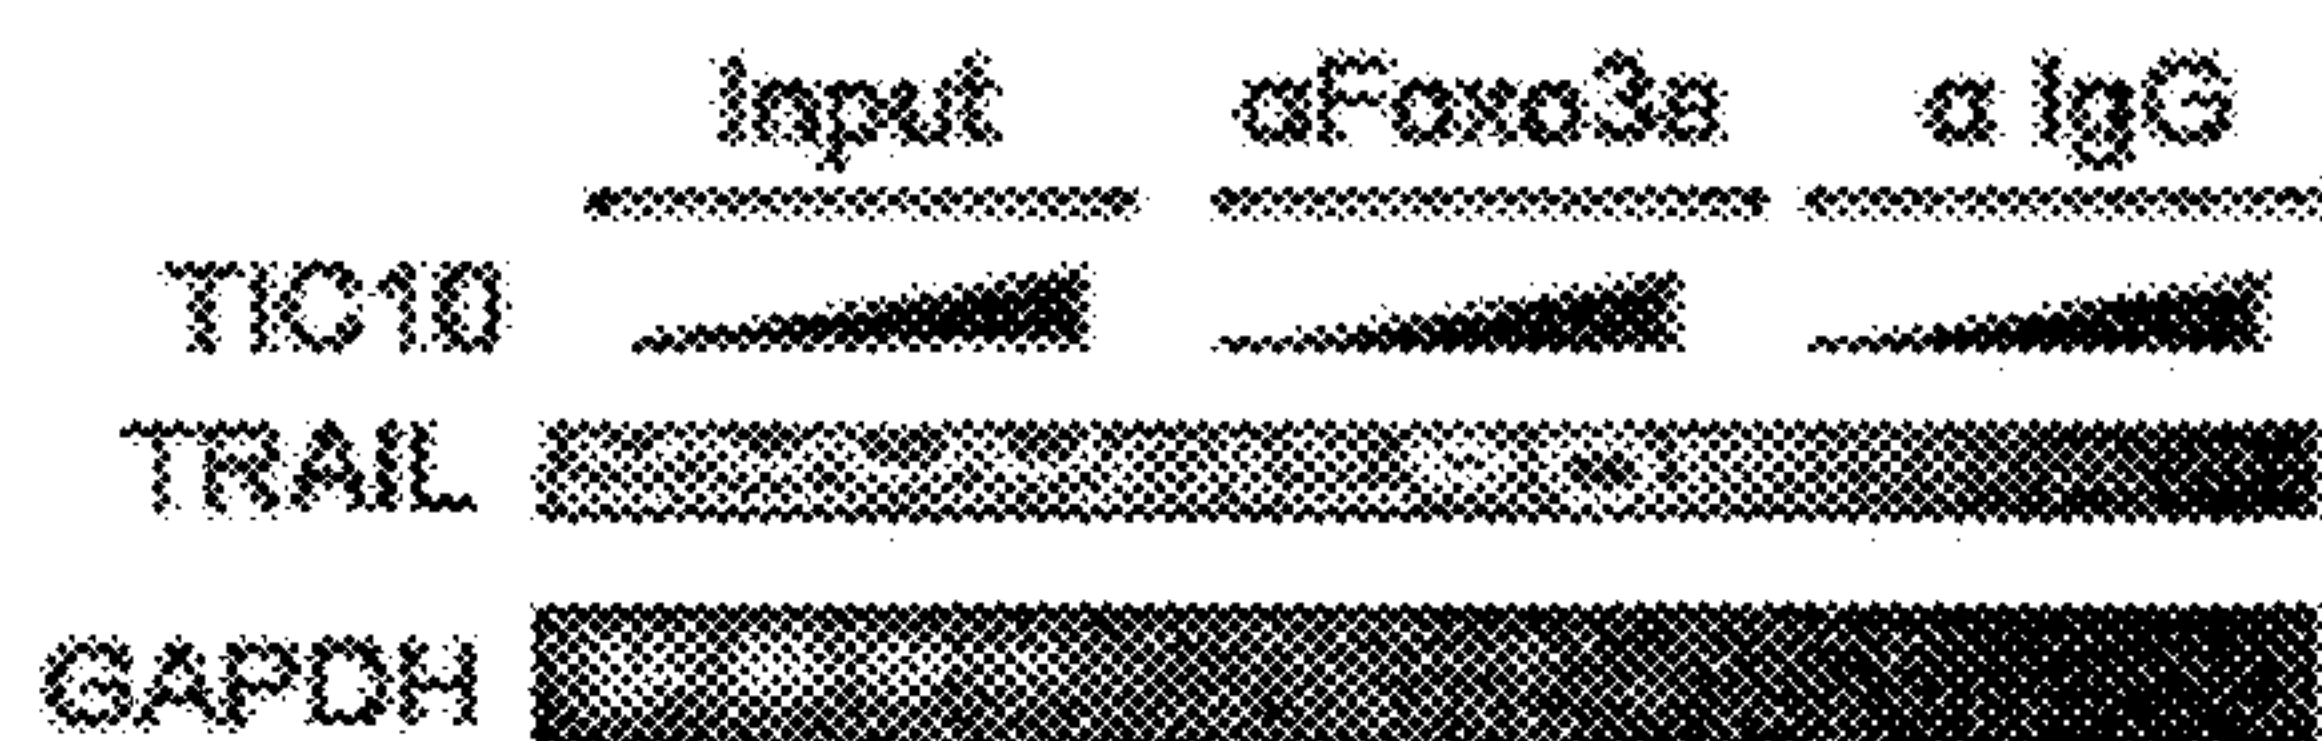 Input αFoxo3a α IgG
TIC10
TRAIL
GAPDH